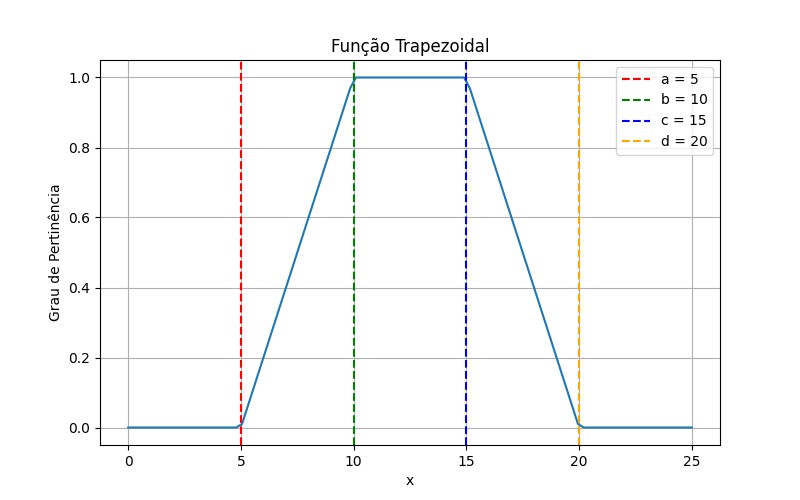 Função Trapezoidal
a = 5
b = 10
c = 15
d = 20
Grau de Pertinência
1.0
0.8
0.6
0.4
0.2
0.0
0 5 10 15 20 25
x